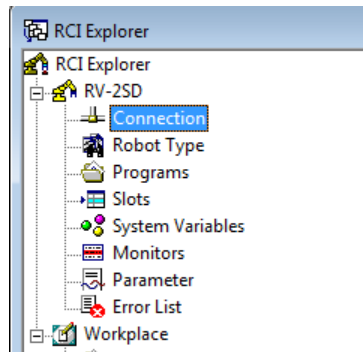 RCI Explorer
RCI Explorer
RV-2SD
Connection
Robot Type
Programs
Slots
System Variables
Monitors
Parameter
Error List
Workplace